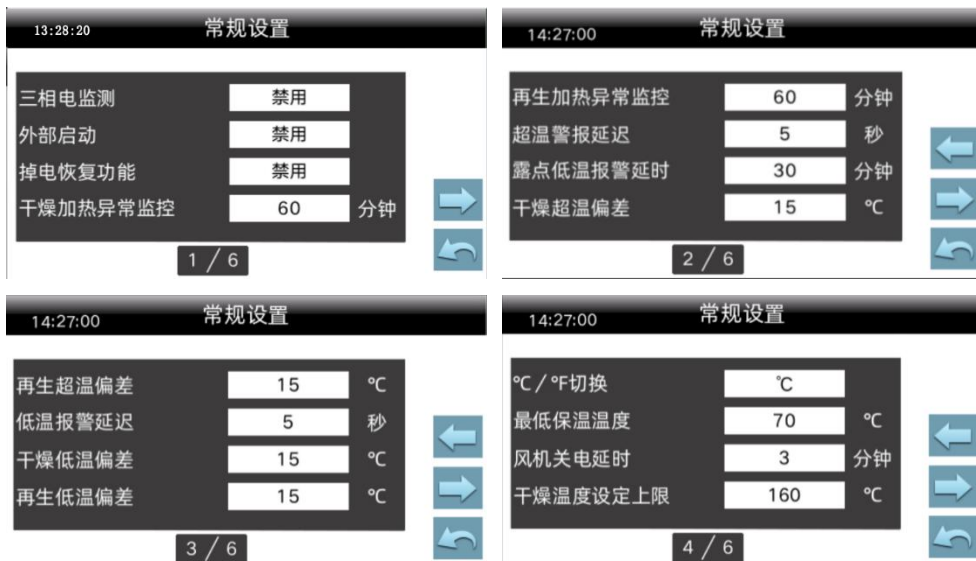 13:28:20 常规设置
三相电监测 禁用
外部启动 禁用
掉电恢复功能 禁用
干燥加热异常监控 60 分钟
1 / 6
14:27:00 常规设置
再生加热异常监控 60 分钟
超温警报延迟 5 秒
露点低温报警延时 30 分钟
干燥超温偏差 15 ℃
2 / 6
14:27:00 常规设置
再生超温偏差 15 ℃
低温报警延迟 5 秒
干燥低温偏差 15 ℃
再生低温偏差 15 ℃
3 / 6
14:27:00 常规设置
℃/℉切换 ℃
最低保温温度 70 ℃
风机关电延时 3 分钟
干燥温度设定上限 160 ℃
4 / 6